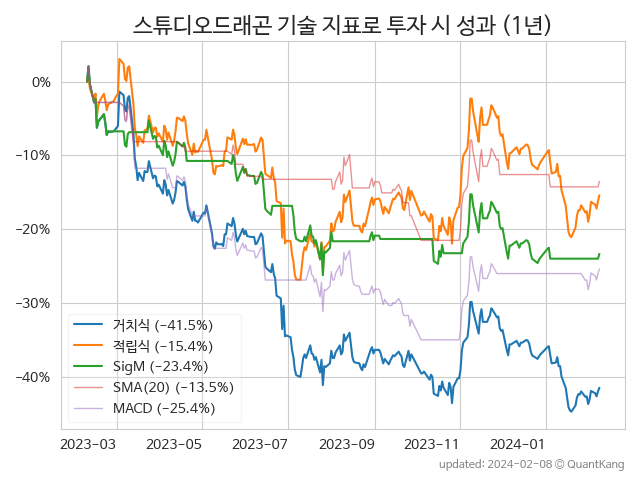 스튜디오드래곤 기술 지표로 투자 시 성과 (1년)
0%
−10%
−20%
−30%
−40%
거치식 (−41.5%)
적립식 (−15.4%)
SigM (−23.4%)
SMA(20) (−13.5%)
MACD (−25.4%)
2023-03 2023-05 2023-07 2023-09 2023-11 2024-01
updated: 2024-02-08 © QuantKang